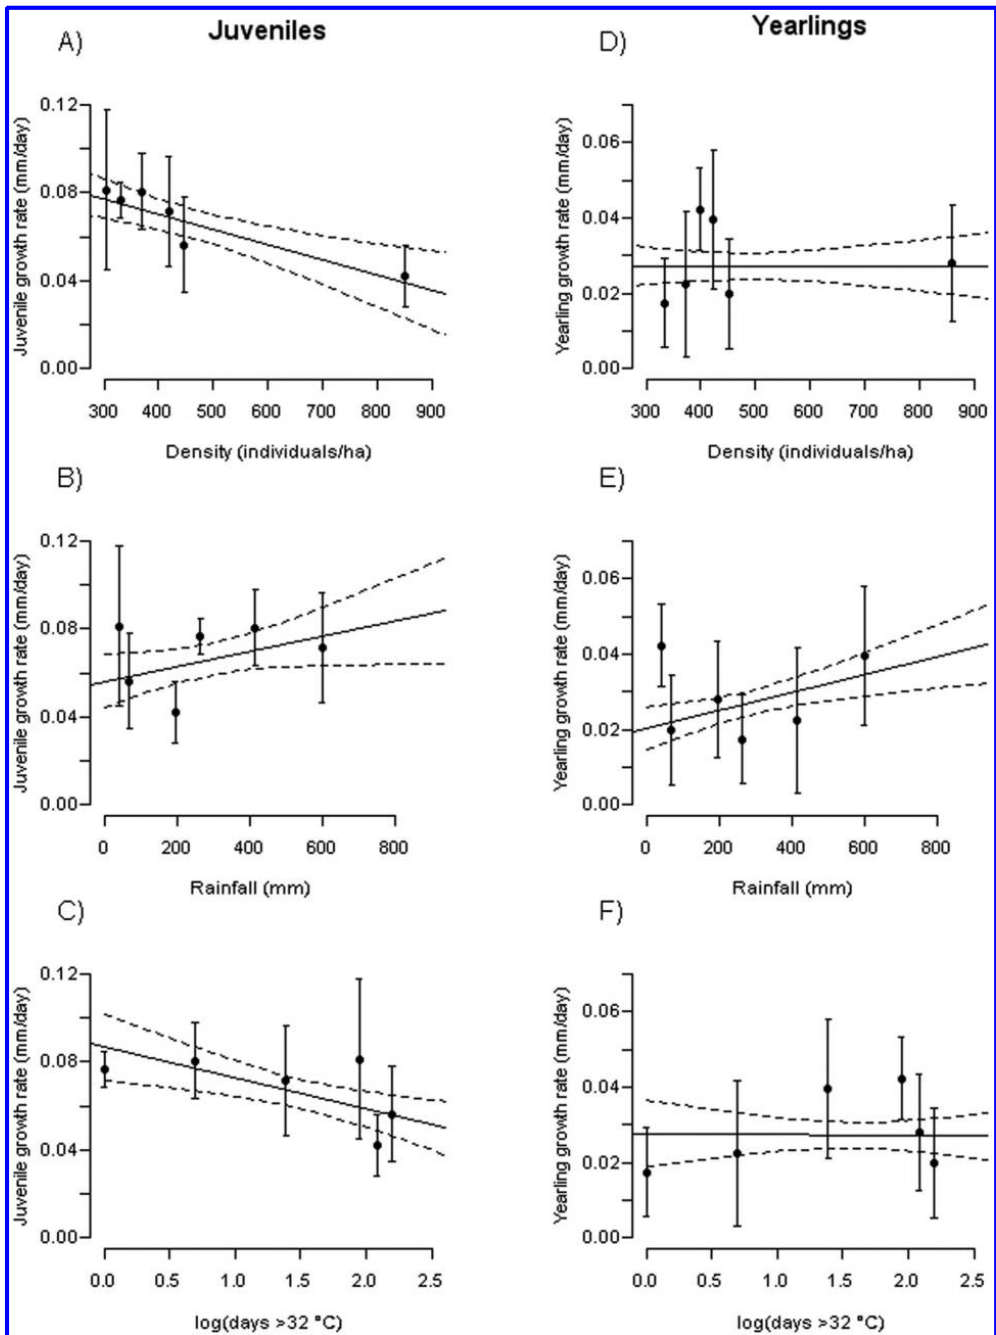 Juveniles
Yearlings
A)
Juvenile growth rate (mm/day)
0.12
0.08
0.04
0.00
300 400 500 600 700 800 900
Density (individuals/ha)
D)
Yearling growth rate (mm/day)
0.06
0.04
0.02
0.00
300 400 500 600 700 800 900
Density (individuals/ha)
B)
Juvenile growth rate (mm/day)
0.12
0.08
0.04
0.00
0 200 400 600 800
Rainfall (mm)
E)
Yearling growth rate (mm/day)
0.06
0.04
0.02
0.00
0 200 400 600 800
Rainfall (mm)
C)
Juvenile growth rate (mm/day)
0.12
0.08
0.04
0.00
0.0 0.5 1.0 1.5 2.0 2.5
log(days >32 °C)
F)
Yearling growth rate (mm/day)
0.06
0.04
0.02
0.00
0.0 0.5 1.0 1.5 2.0 2.5
log(days >32 °C)